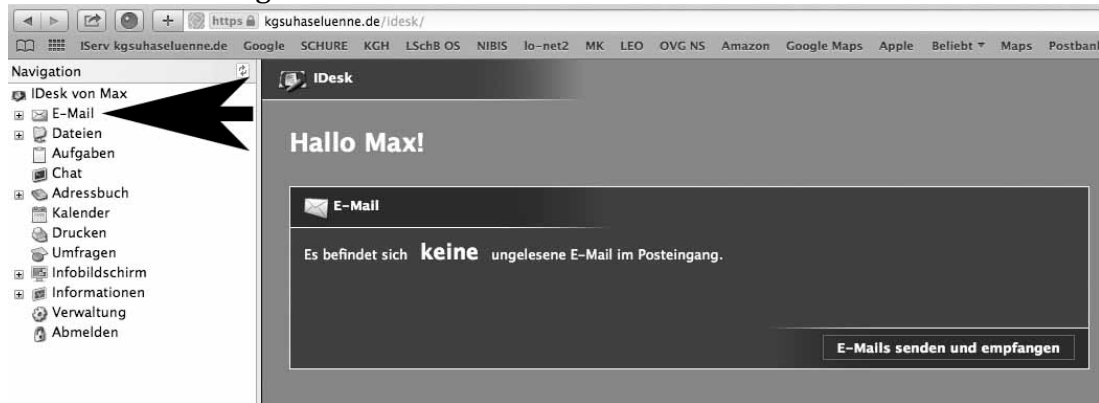 https kgsuhaseluenne.de/idesk/
IServ kgsuhaseluenne.de Google SCHURE KGH LSchB OS NIBIS lo-net2 MK LEO OVG NS Amazon Google Maps Apple Beliebt Maps Postban
Navigation
IDesk von Max
E-Mail
Dateien
Aufgaben
Chat
Adressbuch
Kalender
Drucken
Umfragen
Infobildschirm
Informationen
Verwaltung
Abmelden
IDesk
Hallo Max!
E-Mail
Es befindet sich keine ungelesene E-Mail im Posteingang.
E-Mails senden und empfangen